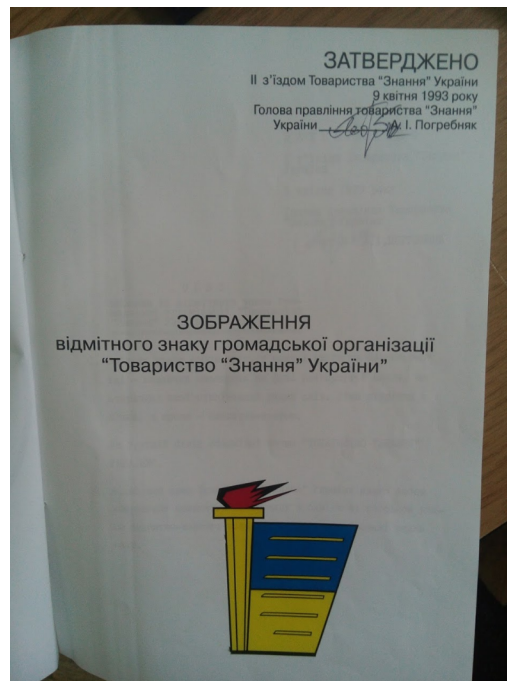 ЗАТВЕРДЖЕНО
ІІ з’їздом Товариства “Знання” України
9 квітня 1993 року
Голова правління товариства “Знання”
України А. І. Погребняк
ЗОБРАЖЕННЯ
відмітного знаку громадської організації
“Товариство “Знання” України”